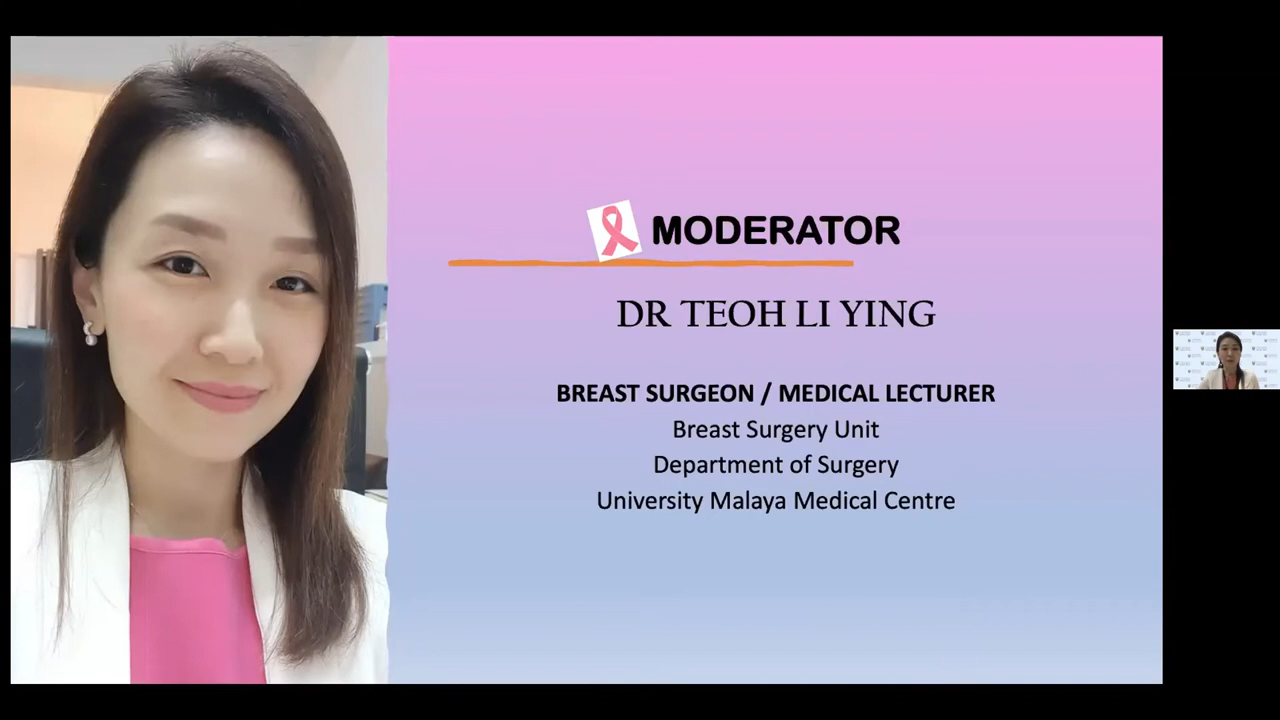 MODERATOR
DR TEOH LI YING
BREAST SURGEON / MEDICAL LECTURER
Breast Surgery Unit
Department of Surgery
University Malaya Medical Centre